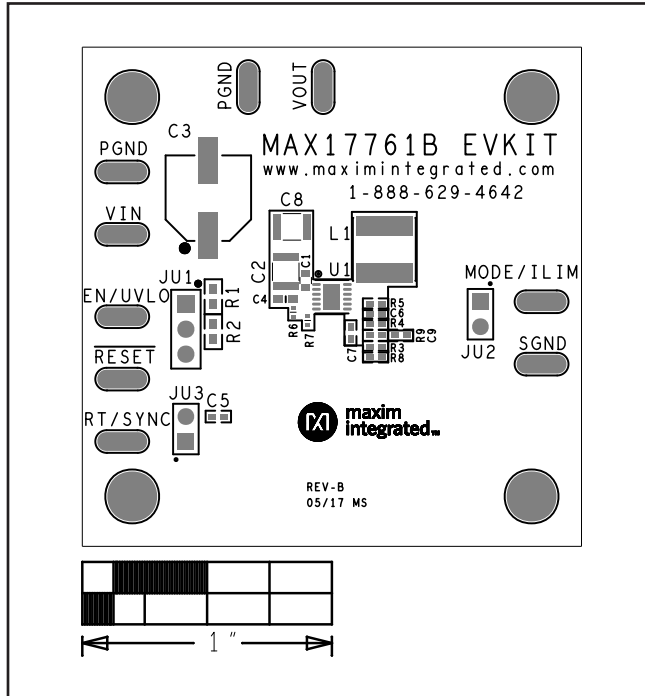 PGND
VOUT
C3
MAX17761B EVKIT
PGND
www.maximintegrated.com
1-888-629-4642
VIN
C8
L1
C2
C1
U1
JU1
MODE/ILIM
EN/UVLO
R1
C4
R5
C6
R6
R4
R2
R7
R9
C9
C7
R3
R8
JU2
SGND
RESET
JU3
C5
RT/SYNC
maxim
integrated™
REV-B
05/17 MS
1 "